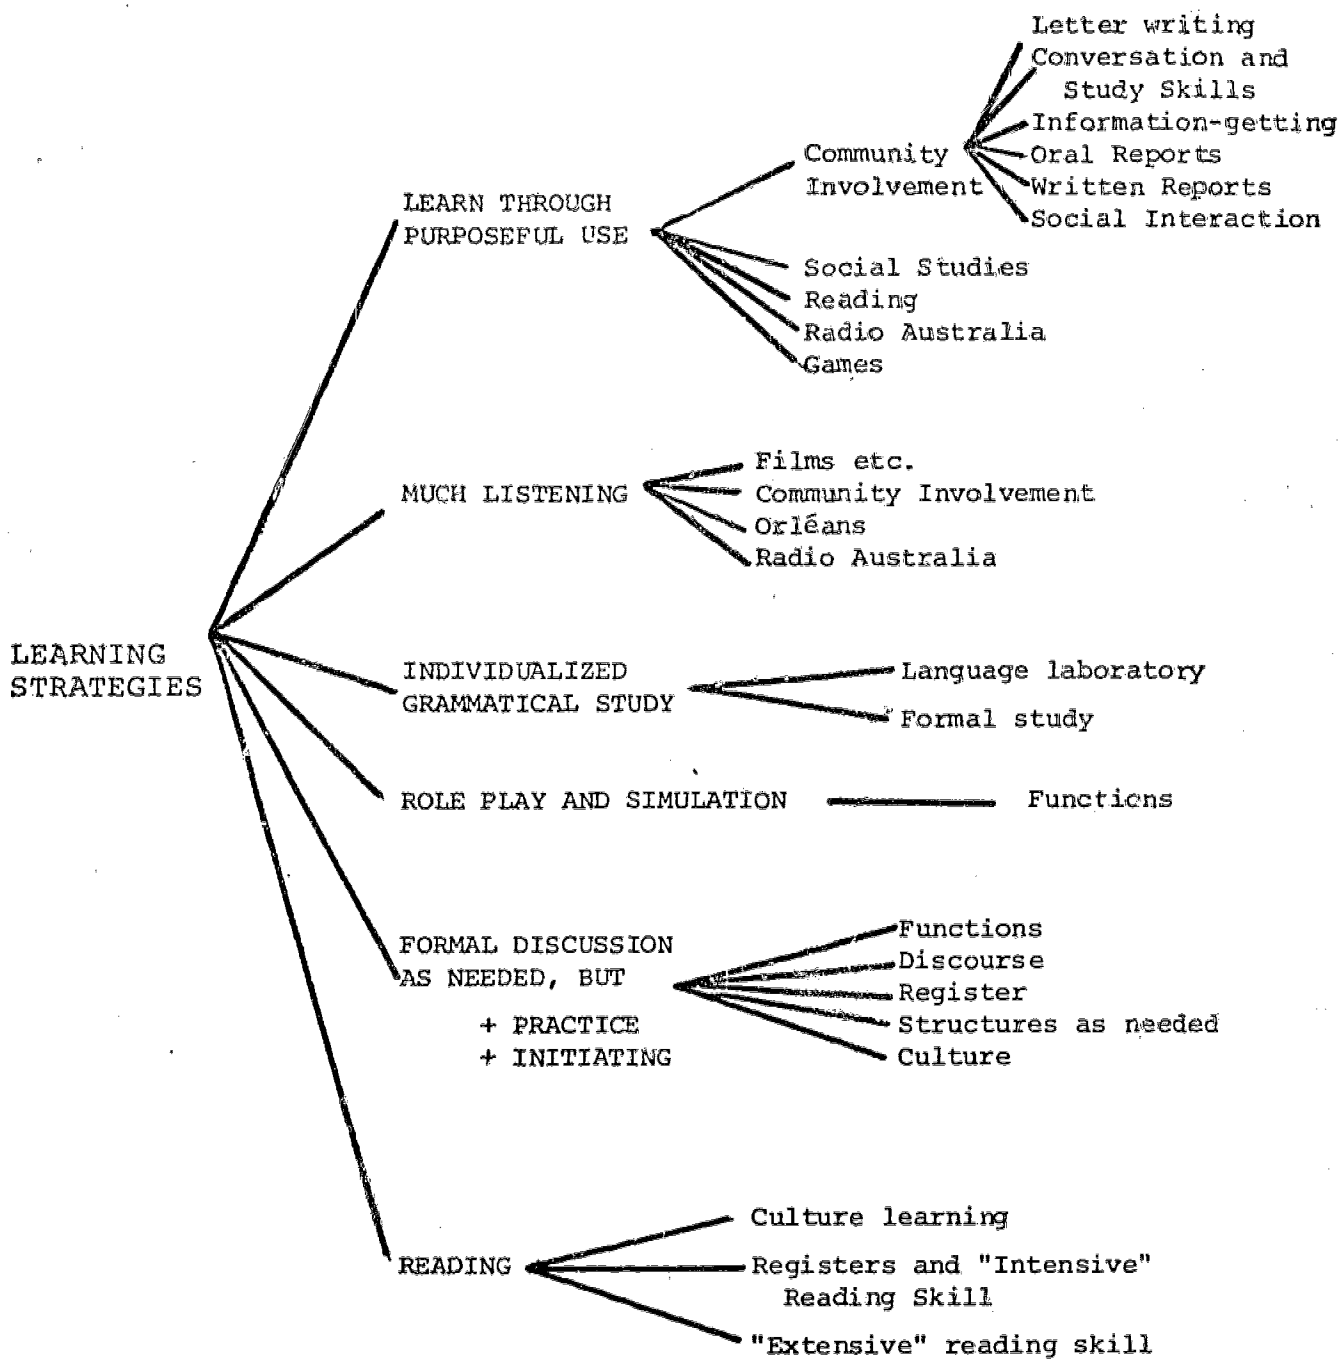 Letter writing
Conversation and
Study Skills
Information-getting
Oral Reports
Written Reports
Social Interaction
Community
Involvement
LEARN THROUGH
PURPOSEFUL USE
Social Studies
Reading
Radio Australia
Games
MUCH LISTENING
Films etc.
Community Involvement
Orléans
Radio Australia
LEARNING
STRATEGIES
INDIVIDUALIZED
GRAMMATICAL STUDY
Language laboratory
Formal study
ROLE PLAY AND SIMULATION
Functions
FORMAL DISCUSSION
AS NEEDED, BUT
+ PRACTICE
+ INITIATING
Functions
Discourse
Register
Structures as needed
Culture
READING
Culture learning
Registers and "Intensive"
Reading Skill
"Extensive" reading skill